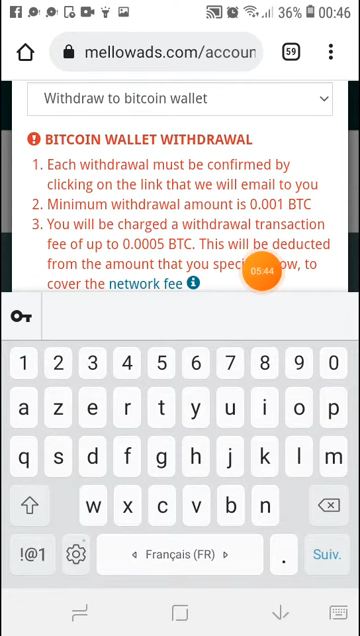 36% 00:46
mellowads.com/accoun
59
Withdraw to bitcoin wallet
BITCOIN WALLET WITHDRAWAL
1. Each withdrawal must be confirmed by
clicking on the link that we will email to you
2. Minimum withdrawal amount is 0.001 BTC
3. You will be charged a withdrawal transaction
fee of up to 0.0005 BTC. This will be deducted
from the amount that you speci ow, to
05:44
cover the network fee
1 2 3 4 5 6 7 8 9 0
a z e r t y u i o p
q s d f g h j k l m
w x c v b n
!@1 Français (FR) . Suiv.